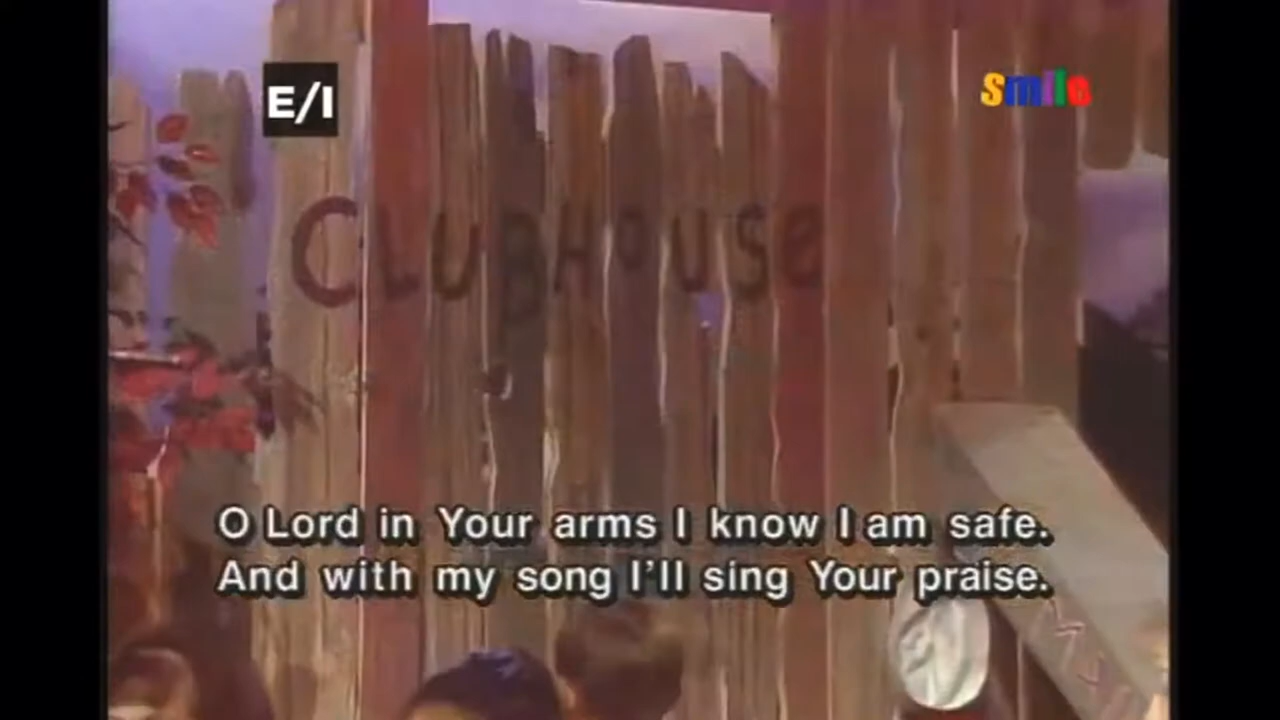 E/I
smile
CLUBHOUSe
O Lord in Your arms I know I am safe.
And with my song I'll sing Your praise.